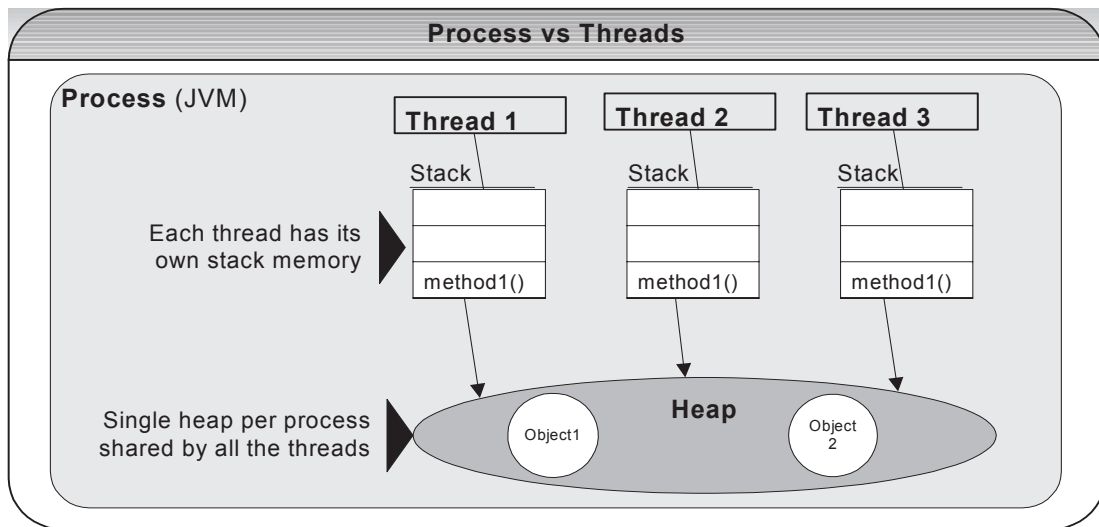 Process vs Threads
Process (JVM)
Thread 1
Thread 2
Thread 3
Stack
Stack
Stack
Each thread has its
own stack memory
method1()
method1()
method1()
Single heap per process
shared by all the threads
Heap
Object1
Object
2